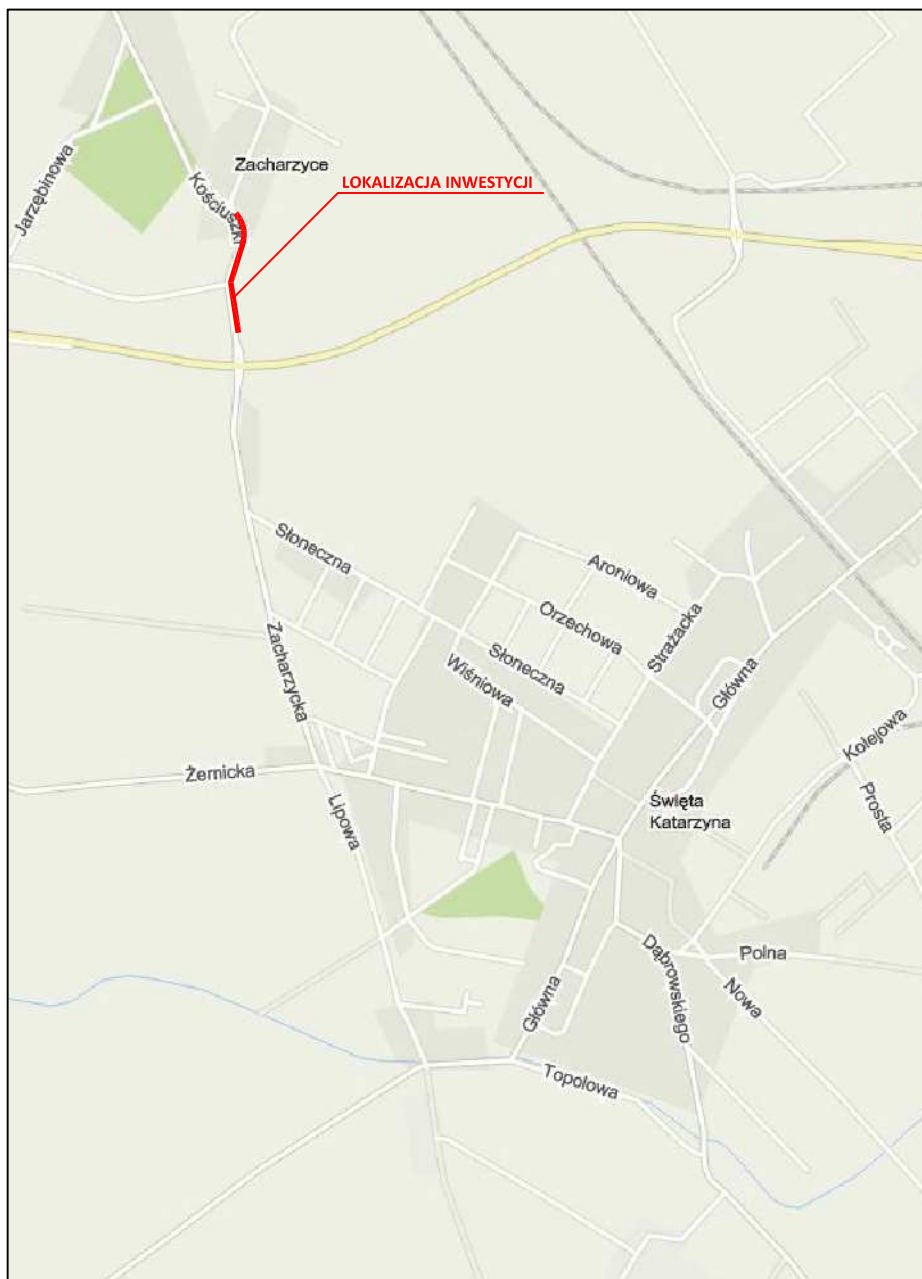 Zacharzyce
LOKALIZACJA INWESTYCJI
Jarzębinowa
Kościuszki
Słoneczna
Aroniowa
Orzechowa
Strażacka
Słoneczna
Wiśniowa
Główna
Zacharzycka
Kolejowa
Żernicka
Prosta
Lipowa
Święta
Katarzyna
Dąbrowskiego
Polna
Nowa
Główna
Topolowa